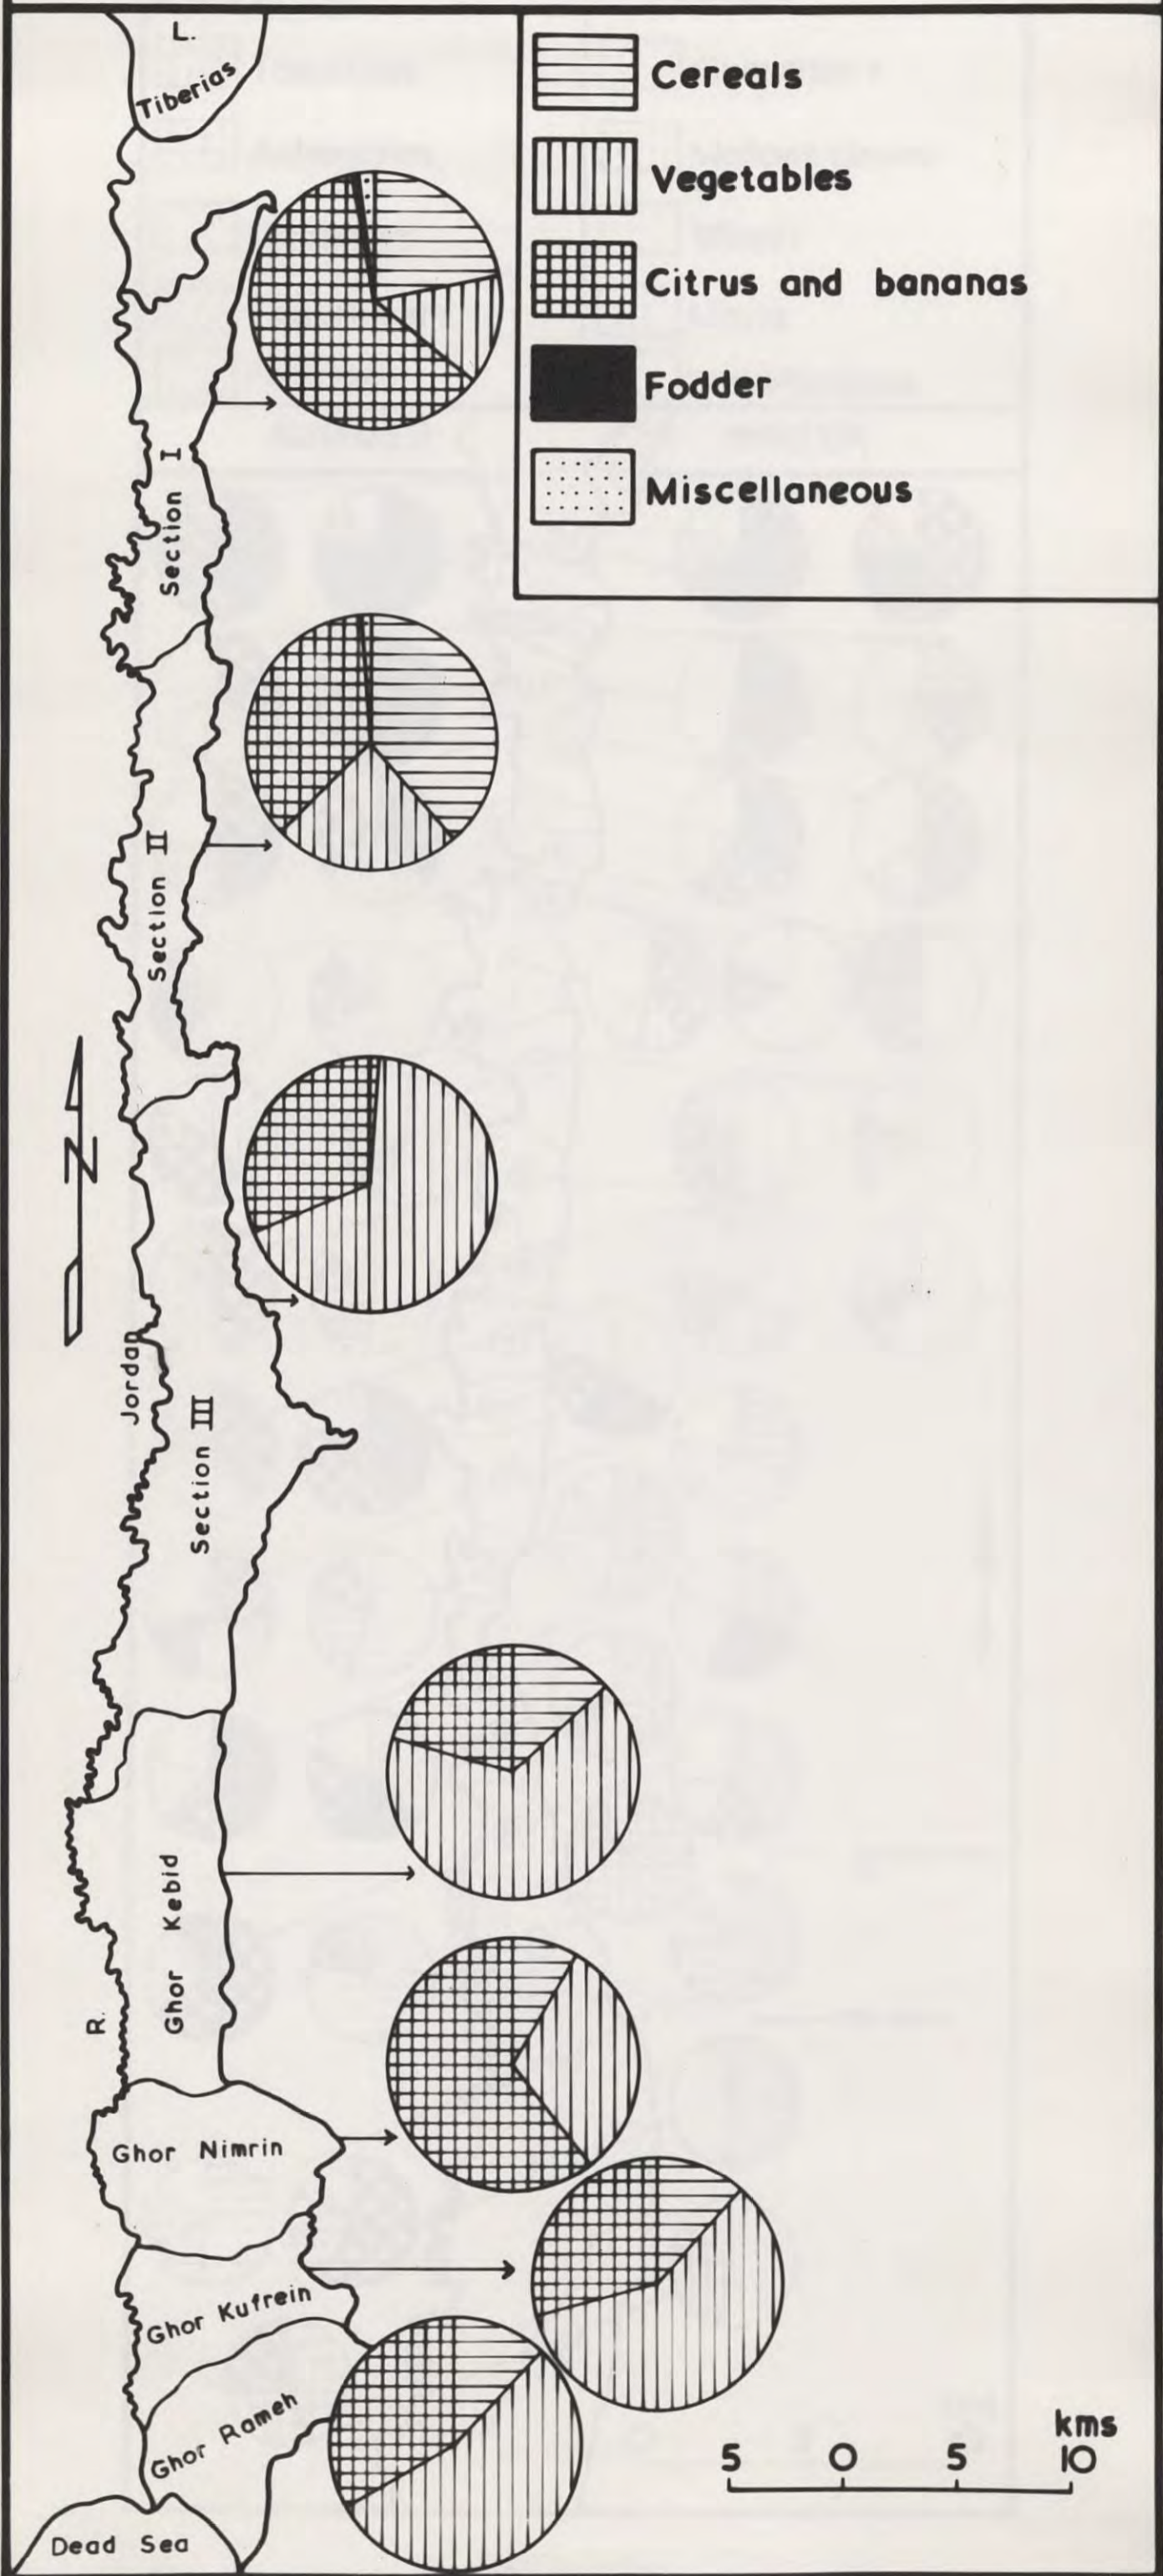 L.
Tiberias
Cereals
Vegetables
Citrus and bananas
Fodder
Miscellaneous
Section I
Section II
N
Jordan
Section III
Ghor Kebid
R.
Ghor Nimrin
Ghor Kufrein
Ghor Rameh
Dead Sea
kms
5 0 5 10